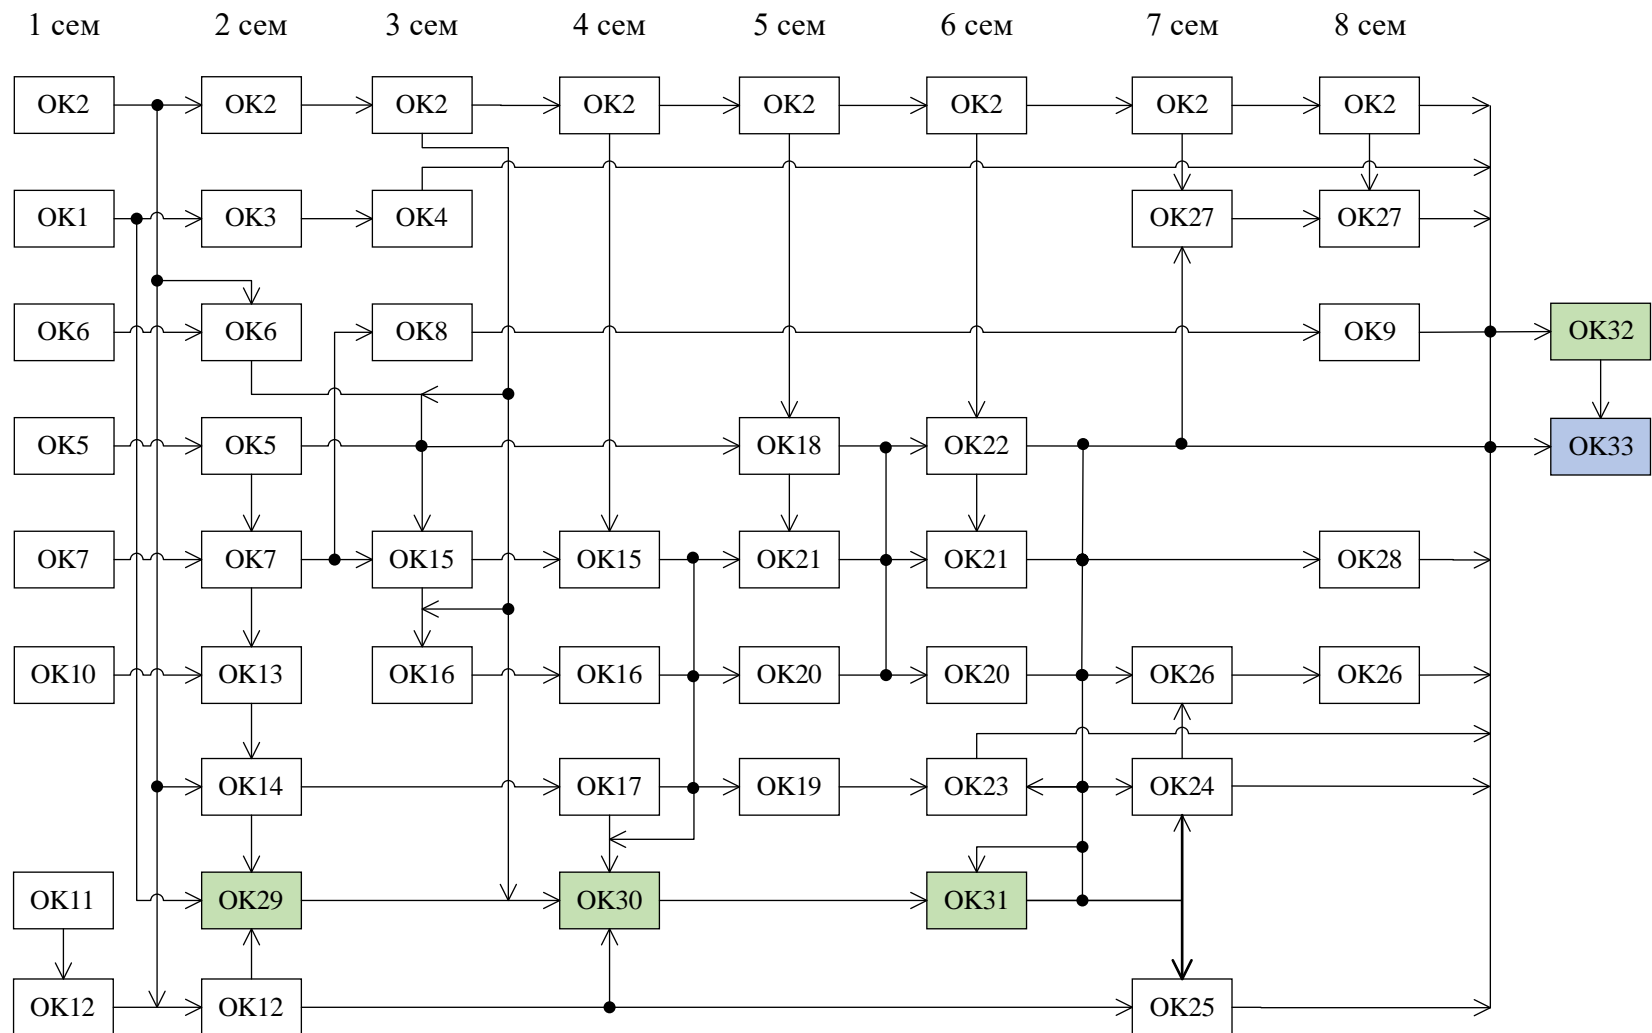 1 сем 2 сем 3 сем 4 сем 5 сем 6 сем 7 сем 8 сем
ОК2 ОК2 ОК2 ОК2 ОК2 ОК2 ОК2 ОК2
ОК1 ОК3 ОК4 ОК27 ОК27
ОК6 ОК6 ОК8 ОК9 ОК32
ОК5 ОК5 ОК18 ОК22 ОК33
ОК7 ОК7 ОК15 ОК15 ОК21 ОК21 ОК28
ОК10 ОК13 ОК16 ОК16 ОК20 ОК20 ОК26 ОК26
ОК14 ОК17 ОК19 ОК23 ОК24
ОК11 ОК29 ОК30 ОК31
ОК12 ОК12 ОК25